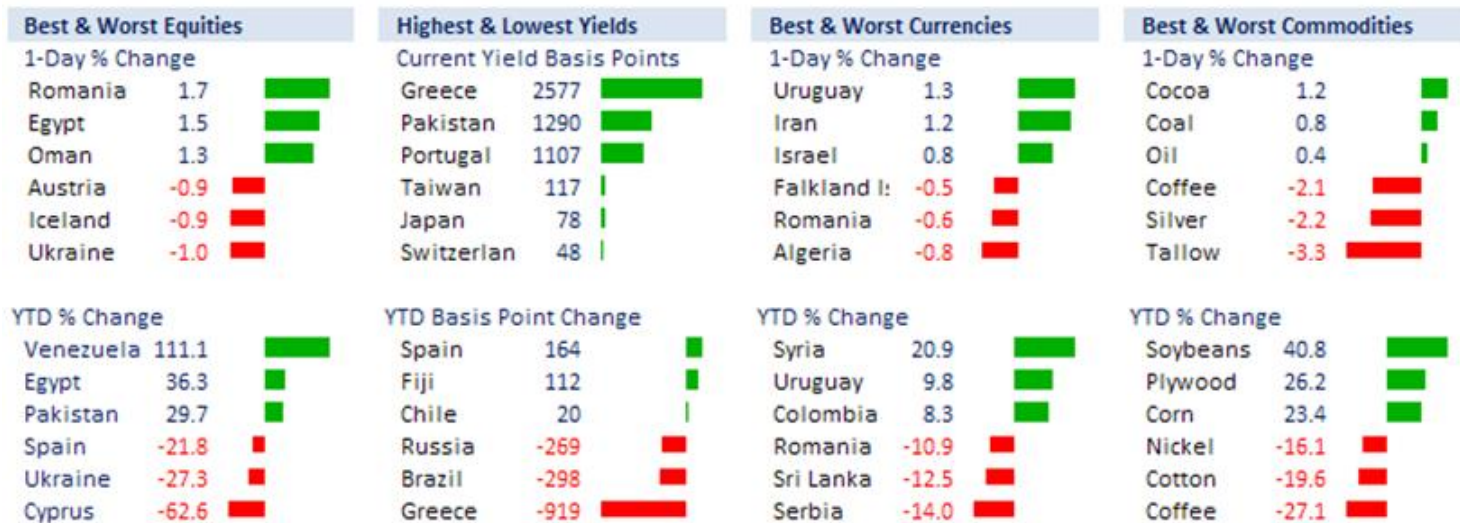 Best & Worst Equities
1-Day % Change
Romania 1.7
Egypt 1.5
Oman 1.3
Austria -0.9
Iceland -0.9
Ukraine -1.0
YTD % Change
Venezuela 111.1
Egypt 36.3
Pakistan 29.7
Spain -21.8
Ukraine -27.3
Cyprus -62.6
Highest & Lowest Yields
Current Yield Basis Points
Greece 2577
Pakistan 1290
Portugal 1107
Taiwan 117
Japan 78
Switzerlan 48
YTD Basis Point Change
Spain 164
Fiji 112
Chile 20
Russia -269
Brazil -298
Greece -919
Best & Worst Currencies
1-Day % Change
Uruguay 1.3
Iran 1.2
Israel 0.8
Falkland I: -0.5
Romania -0.6
Algeria -0.8
YTD % Change
Syria 20.9
Uruguay 9.8
Colombia 8.3
Romania -10.9
Sri Lanka -12.5
Serbia -14.0
Best & Worst Commodities
1-Day % Change
Cocoa 1.2
Coal 0.8
Oil 0.4
Coffee -2.1
Silver -2.2
Tallow -3.3
YTD % Change
Soybeans 40.8
Plywood 26.2
Corn 23.4
Nickel -16.1
Cotton -19.6
Coffee -27.1